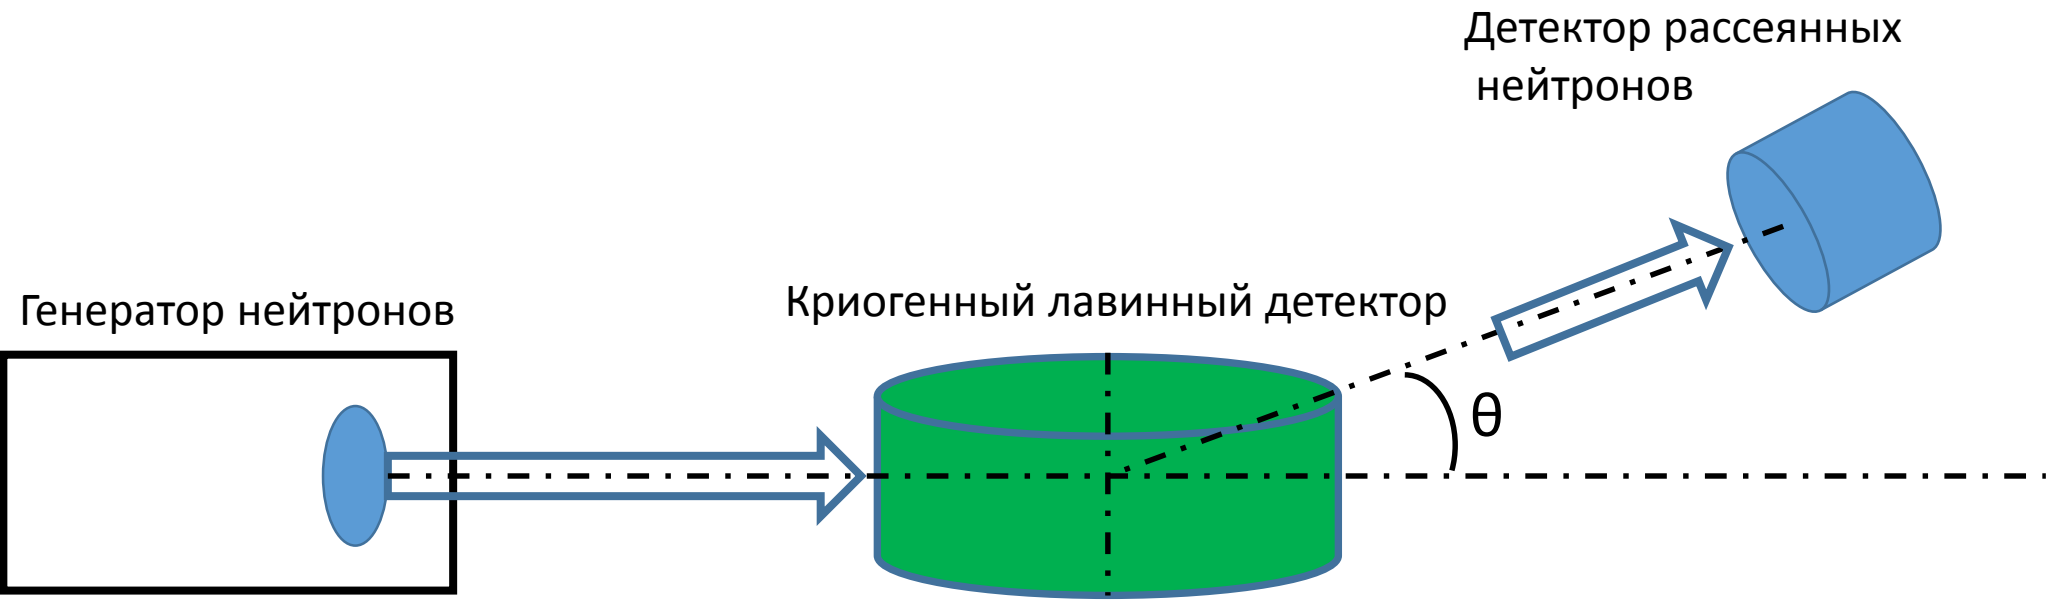 Детектор рассеянных
нейтронов
Генератор нейтронов
Криогенный лавинный детектор
θ